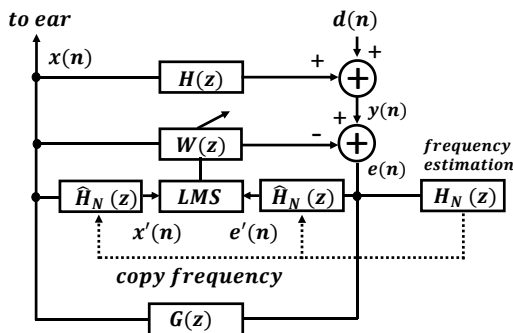 to ear
d(n)
x(n)
+
H(z)
+
+
y(n)
W(z)
-
+
+
e(n)
frequency
estimation
Ĥ_N(z)
LMS
Ĥ_N(z)
H_N(z)
x'(n)
e'(n)
copy frequency
G(z)